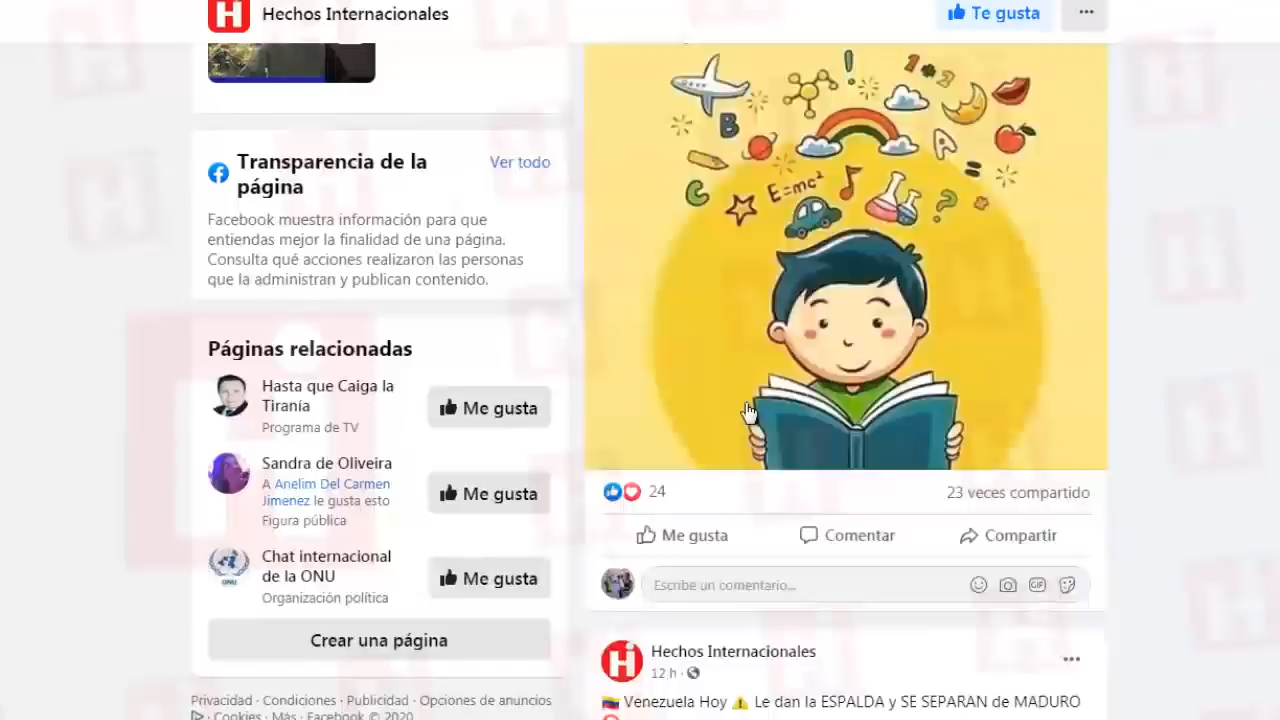 Hechos Internacionales
Te gusta
Transparencia de la
página
Ver todo
Facebook muestra información para que
entiendas mejor la finalidad de una página.
Consulta qué acciones realizaron las personas
que la administran y publican contenido.
Páginas relacionadas
Hasta que Caiga la
Tiranía
Programa de TV
Me gusta
Sandra de Oliveira
A Anelim Del Carmen
Jimenez le gusta esto
Figura pública
Me gusta
Chat internacional
de la ONU
Organización política
ONU
Me gusta
Crear una página
Privacidad · Condiciones · Publicidad · Opciones de anuncios
· Cookies · Más · Facebook © 2020
! 1 * 2
B A =
C E=mc² ?
24
23 veces compartido
Me gusta Comentar Compartir
Escribe un comentario...
GIF
H
Hechos Internacionales
12 h ·
Venezuela Hoy ⚠ Le dan la ESPALDA y SE SEPARAN de MADURO